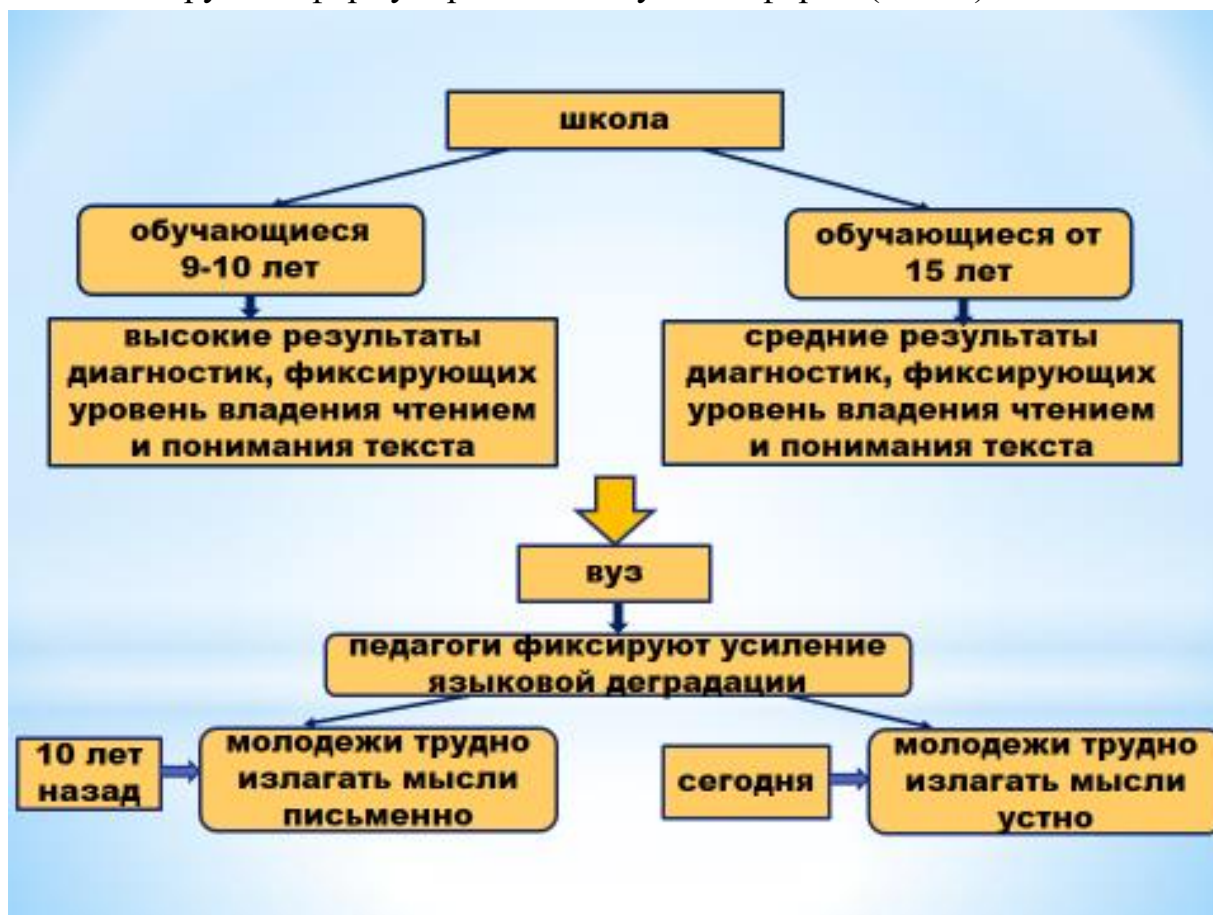 школа
обучающиеся
9-10 лет
обучающиеся от
15 лет
высокие результаты
диагностик, фиксирующих
уровень владения чтением
и понимания текста
средние результаты
диагностик, фиксирующих
уровень владения чтением
и понимания текста
вуз
педагоги фиксируют усиление
языковой деградации
10 лет
назад
молодежи трудно
излагать мысли
письменно
сегодня
молодежи трудно
излагать мысли
устно